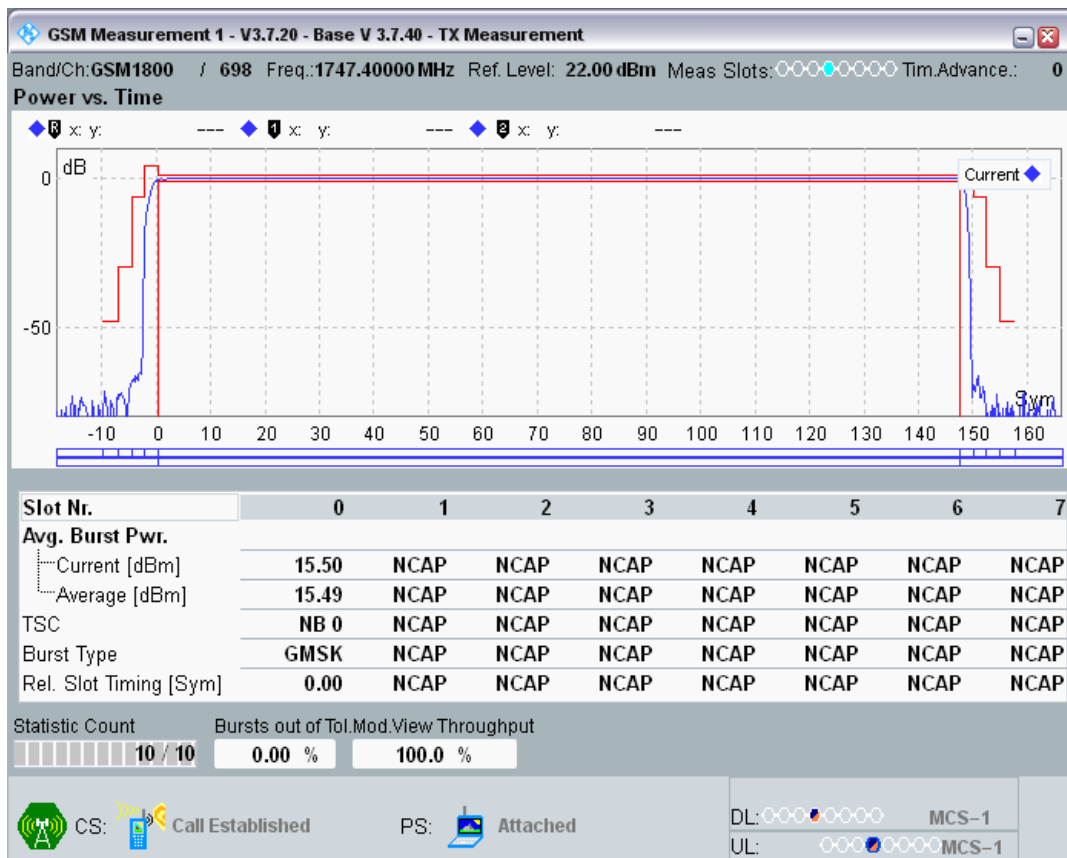 GSM Measurement 1 - V3.7.20 - Base V 3.7.40 - TX Measurement
Band/Ch:GSM1800 / 698 Freq.:1747.40000 MHz Ref. Level: 22.00 dBm Meas Slots: Tim.Advance.: 0
Power vs. Time
R x: y: --- 1 x: y: --- 2 x: y: ---
dB
Current
0
-50
Sym
-10 0 10 20 30 40 50 60 70 80 90 100 110 120 130 140 150 160
Slot Nr. 0 1 2 3 4 5 6 7
Avg. Burst Pwr.
Current [dBm] 15.50 NCAP NCAP NCAP NCAP NCAP NCAP NCAP
Average [dBm] 15.49 NCAP NCAP NCAP NCAP NCAP NCAP NCAP
TSC NB 0 NCAP NCAP NCAP NCAP NCAP NCAP NCAP
Burst Type GMSK NCAP NCAP NCAP NCAP NCAP NCAP NCAP
Rel. Slot Timing [Sym] 0.00 NCAP NCAP NCAP NCAP NCAP NCAP NCAP
Statistic Count Bursts out of Tol. Mod.View Throughput
10 / 10 0.00 % 100.0 %
CS: Call Established PS: Attached
DL: MCS-1
UL: MCS-1